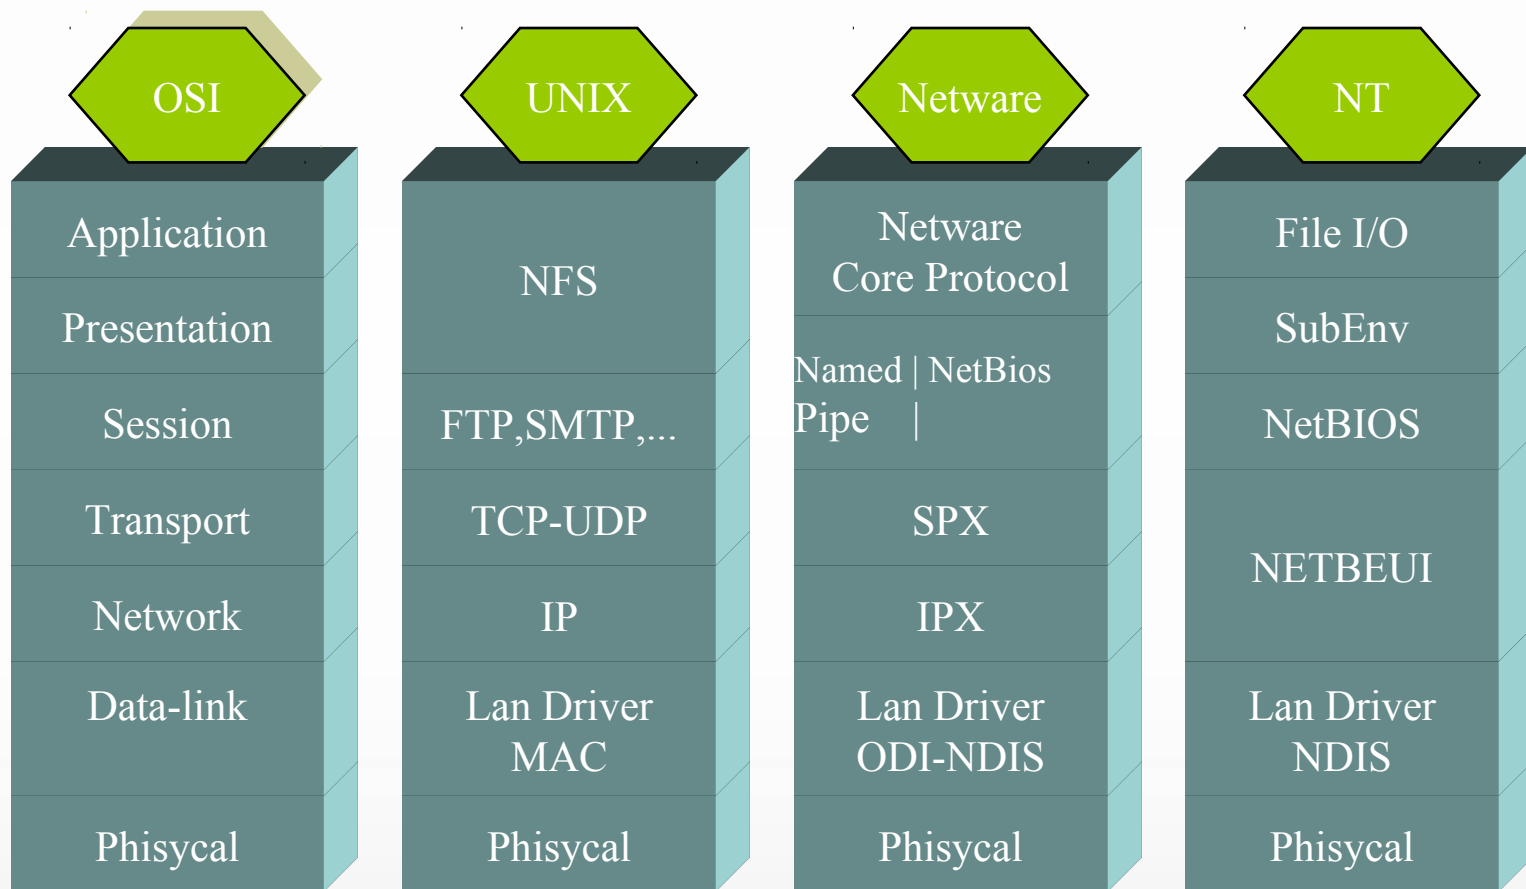 OSI
UNIX
Netware
NT
Application
Presentation
Session
Transport
Network
Data-link
Phisycal
NFS
FTP,SMTP,...
TCP-UDP
IP
Lan Driver
MAC
Phisycal
Netware
Core Protocol
Named | NetBios
Pipe |
SPX
IPX
Lan Driver
ODI-NDIS
Phisycal
File I/O
SubEnv
NetBIOS
NETBEUI
Lan Driver
NDIS
Phisycal